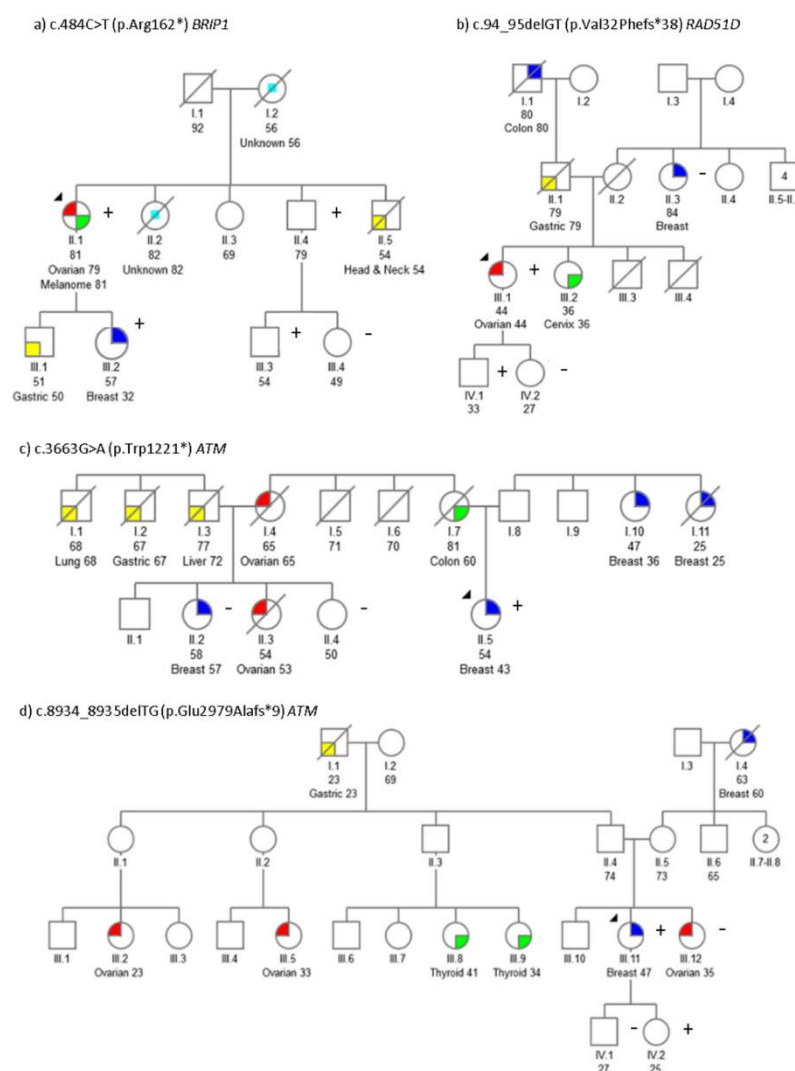 a) c.484C>T (p.Arg162*) BRIP1
I.1
92
I.2
56
Unknown 56
+
II.1
81
Ovarian 79
Melanome 81
II.2
82
Unknown 82
II.3
69
II.4
79
+
II.5
54
Head & Neck 54
III.1
51
Gastric 50
+
III.2
57
Breast 32
+
III.3
54
-
III.4
49
b) c.94_95delGT (p.Val32Phefs*38) RAD51D
I.1
80
Colon 80
I.2
I.3
I.4
II.1
79
Gastric 79
II.2
-
II.3
84
Breast
II.4
4
II.5-II.
+
III.1
44
Ovarian 44
III.2
36
Cervix 36
III.3
III.4
+
IV.1
33
-
IV.2
27
c) c.3663G>A (p.Trp1221*) ATM
I.1
68
Lung 68
I.2
67
Gastric 67
I.3
77
Liver 72
I.4
65
Ovarian 65
I.5
71
I.6
70
I.7
81
Colon 60
I.8
I.9
I.10
47
Breast 36
I.11
25
Breast 25
II.1
-
II.2
58
Breast 57
II.3
54
Ovarian 53
-
II.4
50
+
II.5
54
Breast 43
d) c.8934_8935delTG (p.Glu2979Alafs*9) ATM
I.1
23
Gastric 23
I.2
69
I.3
I.4
63
Breast 60
II.1
II.2
II.3
II.4
74
II.5
73
II.6
65
2
II.7-II.8
III.1
III.2
Ovarian 23
III.3
III.4
III.5
Ovarian 33
III.6
III.7
III.8
Thyroid 41
III.9
Thyroid 34
III.10
+
III.11
Breast 47
-
III.12
Ovarian 35
-
IV.1
27
+
IV.2
25